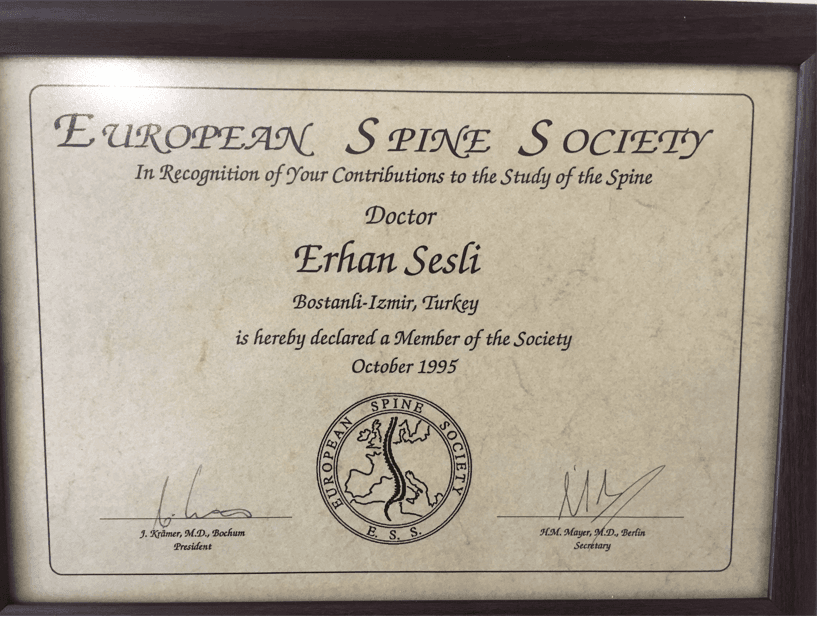 EUROPEAN SPINE SOCIETY
In Recognition of Your Contributions to the Study of the Spine
Doctor
Erhan Sesli
Bostanli-Izmir, Turkey
is hereby declared a Member of the Society
October 1995
EUROPEAN SPINE SOCIETY
E. S. S.
J. Krämer, M.D., Bochum
President
H.M. Mayer, M.D., Berlin
Secretary